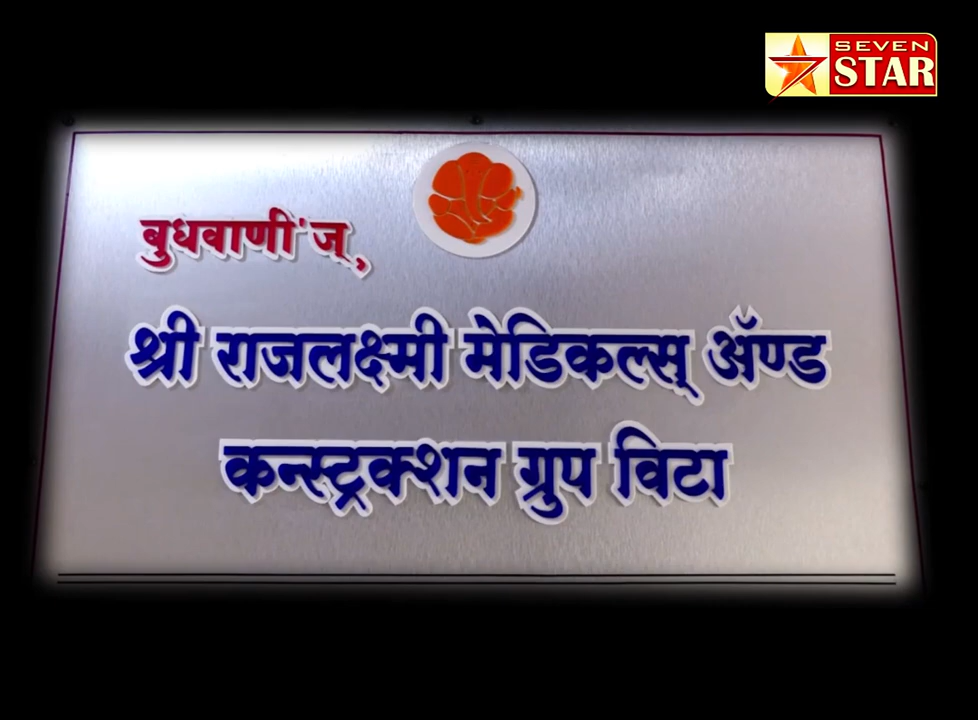 SEVEN
STAR
बुधवाणी'ज्,
श्री राजलक्ष्मी मेडिकल्स् ॲण्ड
कन्स्ट्रक्शन ग्रुप विटा